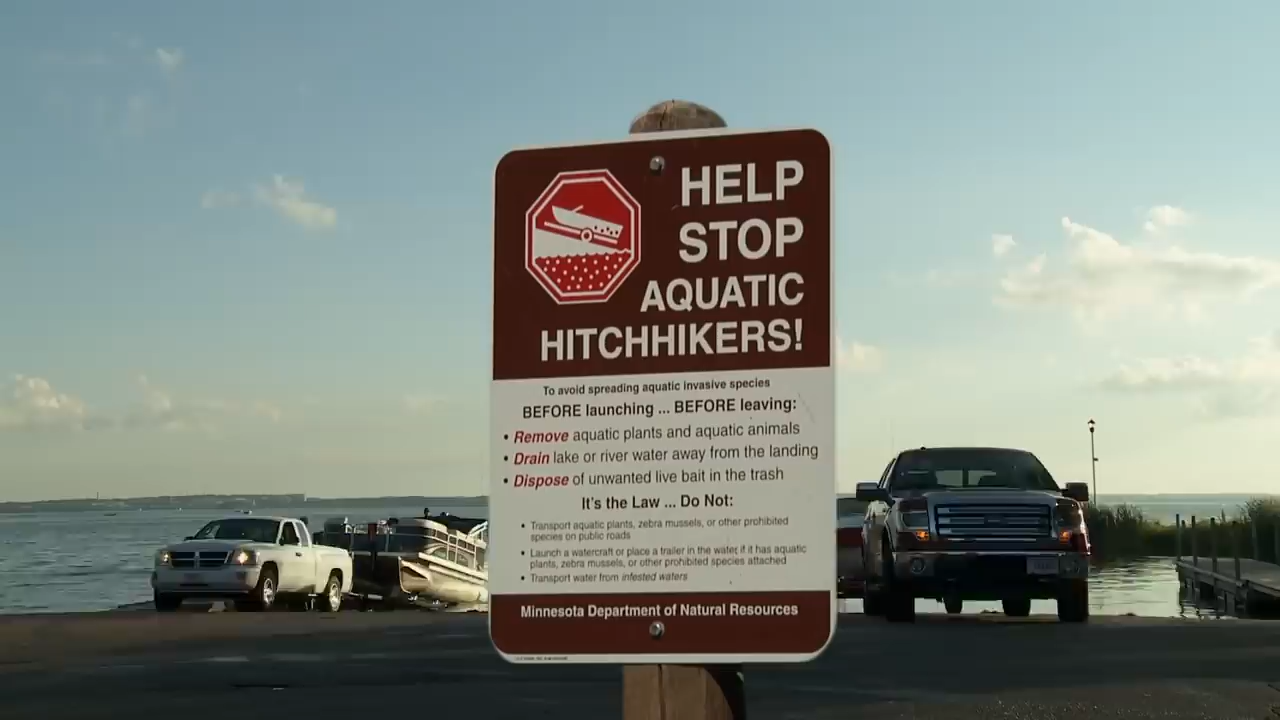 HELP
STOP
AQUATIC
HITCHHIKERS!
To avoid spreading aquatic invasive species
BEFORE launching ... BEFORE leaving:
• Remove aquatic plants and aquatic animals
• Drain lake or river water away from the landing
• Dispose of unwanted live bait in the trash
It's the Law ... Do Not:
• Transport aquatic plants, zebra mussels, or other prohibited
species on public roads
• Launch a watercraft or place a trailer in the water if it has aquatic
plants, zebra mussels, or other prohibited species attached
• Transport water from infested waters
Minnesota Department of Natural Resources